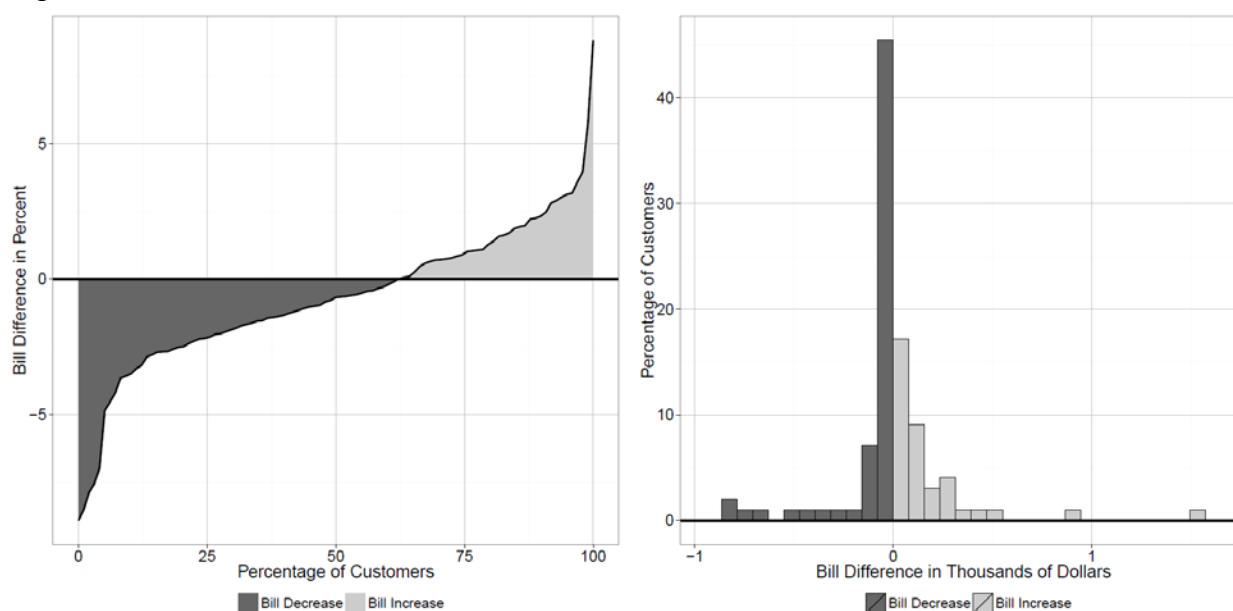 Bill Difference in Percent
5
0
−5
0
25
50
75
100
Percentage of Customers
Bill Decrease
Bill Increase
Percentage of Customers
40
30
20
10
0
−1
0
1
Bill Difference in Thousands of Dollars
Bill Decrease
Bill Increase